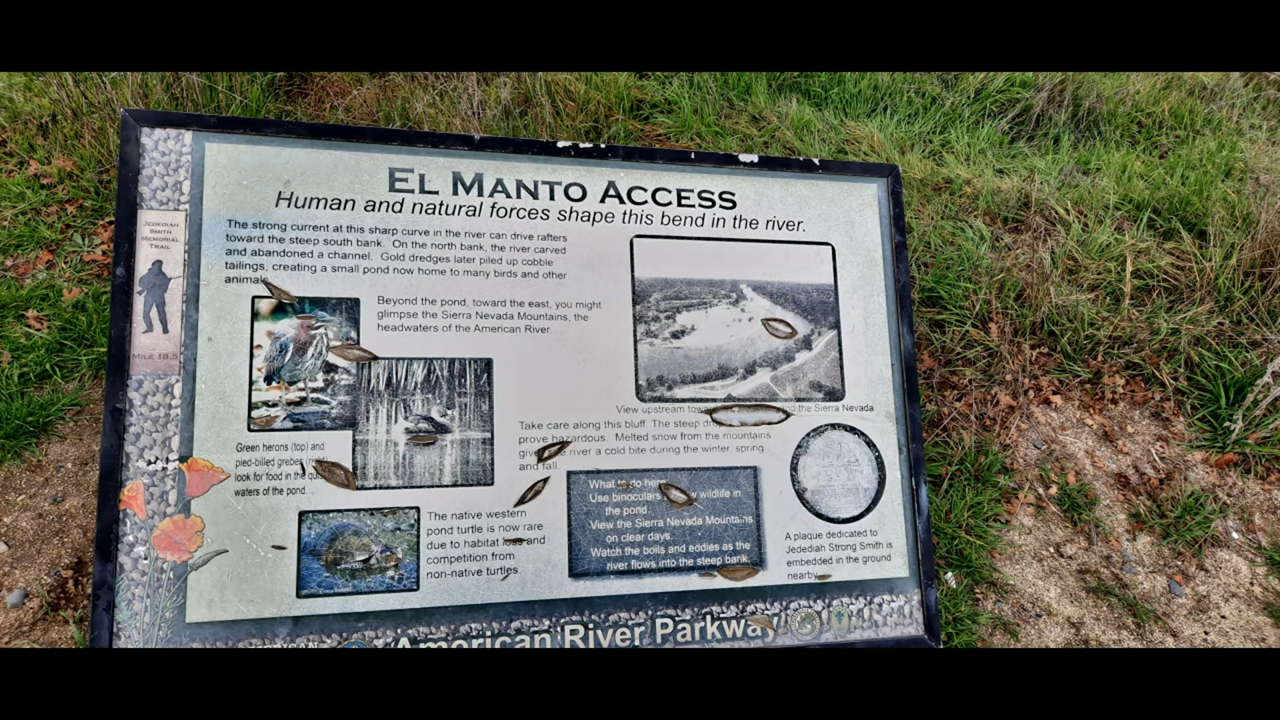 EL MANTO ACCESS
Human and natural forces shape this bend in the river.
JEDEDIAH
SMITH
MEMORIAL
TRAIL
MILE 18.5
The strong current at this sharp curve in the river can drive rafters
toward the steep south bank. On the north bank, the river carved
and abandoned a channel. Gold dredges later piled up cobble
tailings, creating a small pond now home to many birds and other
animals
Beyond the pond, toward the east, you might
glimpse the Sierra Nevada Mountains, the
headwaters of the American River.
View upstream and the Sierra Nevada
Green herons (top) and
pied-billed grebes (right)
look for food in the
waters of the pond.
Take care along this bluff. The steep
prove hazardous. Melted snow from the mountains
river a cold bite during the winter, spring
and fall.
The native western
pond turtle is now rare
due to habitat loss and
competition from
non-native turtles.
What to do here
Use binoculars wildlife in
the pond.
View the Sierra Nevada Mountains
on clear days.
Watch the boils and eddies as the
river flows into the steep bank.
A plaque dedicated to
Jedediah Strong Smith is
embedded in the ground
nearby.
American River Parkway